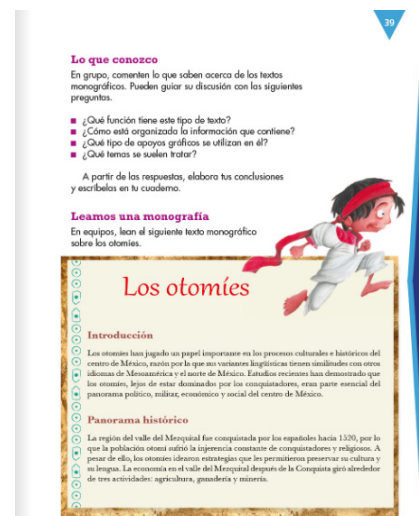 39
Lo que conozco
En grupo, comenten lo que saben acerca de los textos
monográficos. Pueden guiar su discusión con las siguientes
preguntas.
■ ¿Qué función tiene este tipo de texto?
■ ¿Cómo está organizada la información que contiene?
■ ¿Qué tipo de apoyos gráficos se utilizan en él?
■ ¿Qué temas se suelen tratar?
A partir de las respuestas, elabora tus conclusiones
y escríbelas en tu cuaderno.
Leamos una monografía
En equipos, lean el siguiente texto monográfico
sobre los otomíes.
Los otomíes
Introducción
Los otomíes han jugado un papel importante en los procesos culturales e históricos del
centro de México, razón por la que sus variantes lingüísticas tienen similitudes con otros
idiomas de Mesoamérica y el norte de México. Estudios recientes han demostrado que
los otomíes, lejos de estar dominados por los conquistadores, eran parte esencial del
panorama político, militar, económico y social del centro de México.
Panorama histórico
La región del valle del Mezquital fue conquistada por los españoles hacia 1520, por lo
que la población otomí sufrió la injerencia constante de conquistadores y religiosos. A
pesar de ello, los otomíes idearon estrategias que les permitieron preservar su cultura y
su lengua. La economía en el valle del Mezquital después de la Conquista giró alrededor
de tres actividades: agricultura, ganadería y minería.